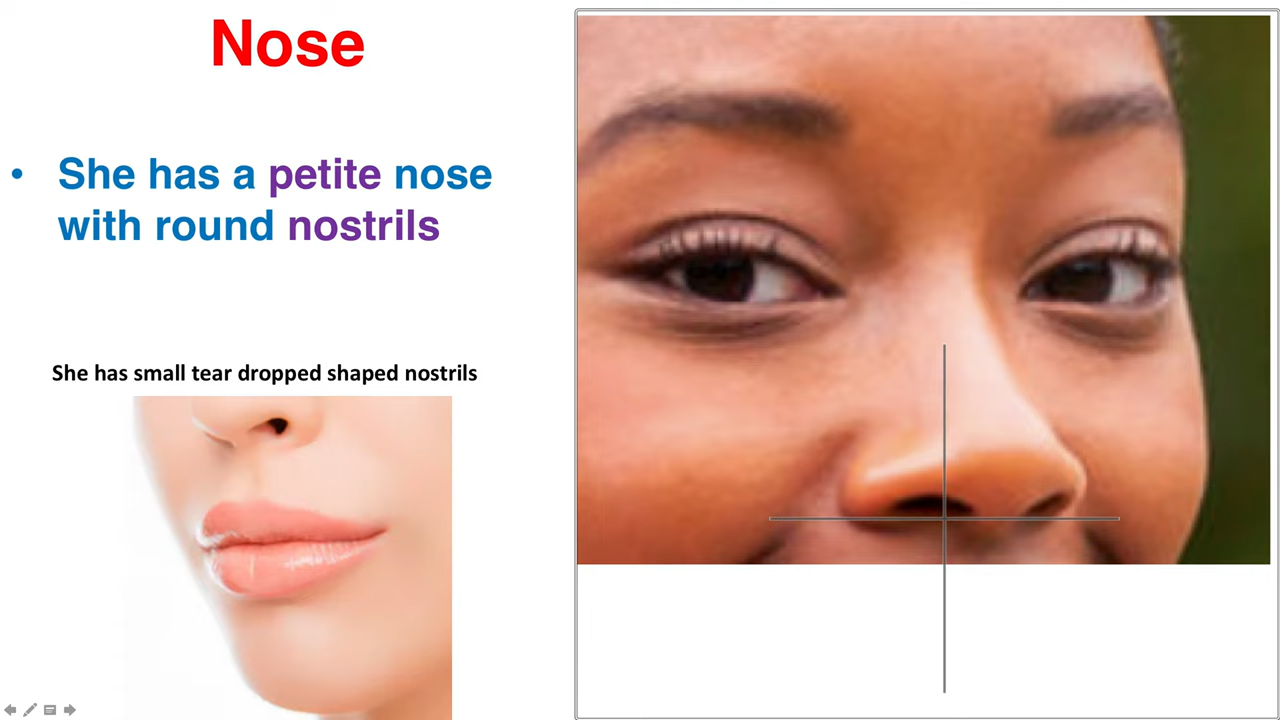 Nose
• She has a petite nose
with round nostrils
She has small tear dropped shaped nostrils